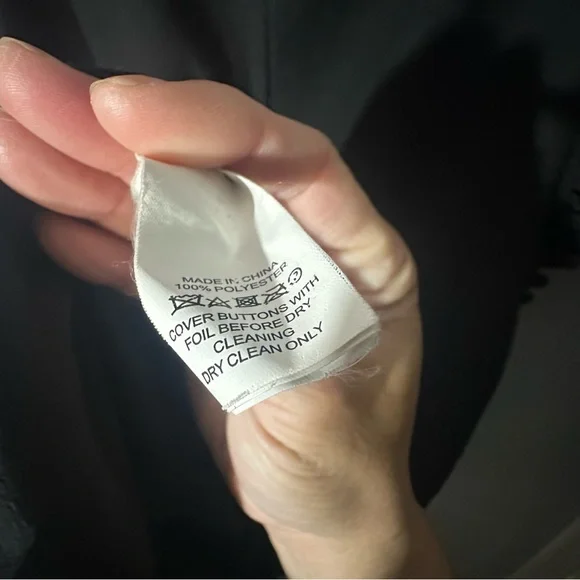 MADE IN CHINA
100% POLYESTER
COVER BUTTONS WITH
FOIL BEFORE DRY
CLEANING
DRY CLEAN ONLY